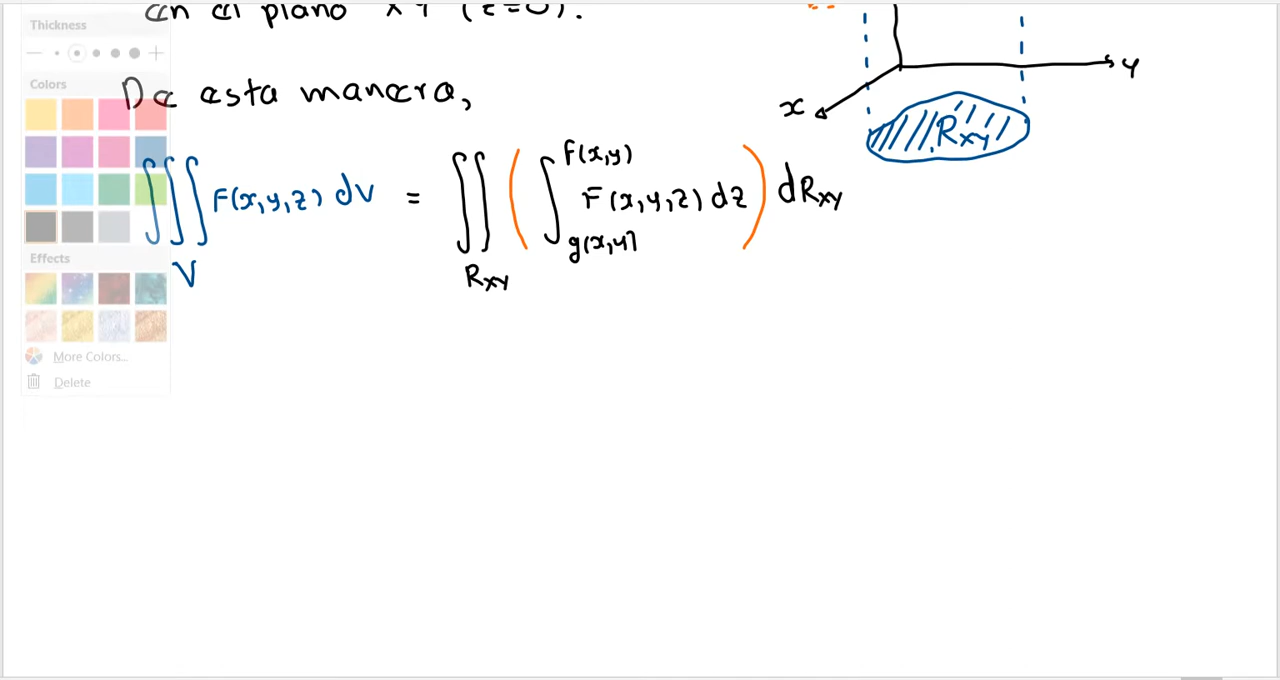 en el plano XY (z=0).
De esta manera,
∭_V F(x,y,z) dV = ∬_{Rxy} ( ∫_{g(x,y)}^{f(x,y)} F(x,y,z) dz ) dRxy
x
y
Rxy
Thickness
Colors
Effects
More Colors...
Delete